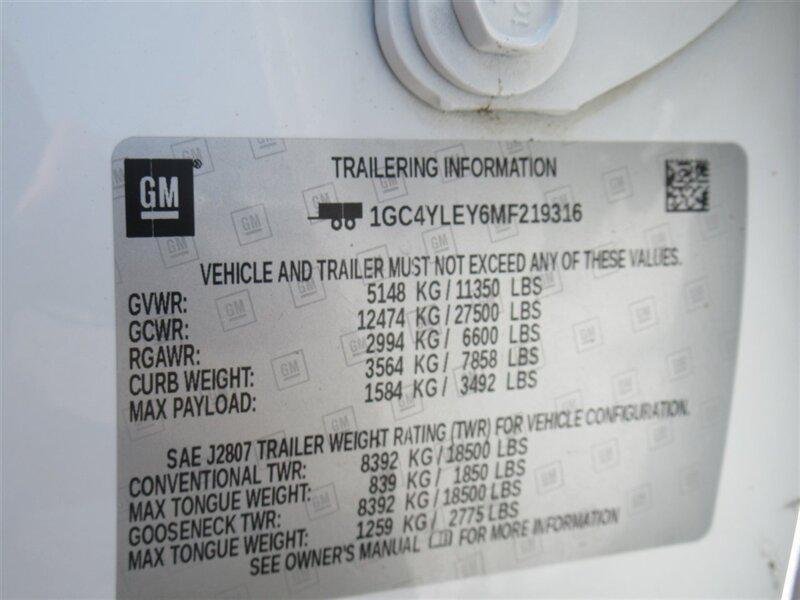 GM
TRAILERING INFORMATION
1GC4YLEY6MF219316
VEHICLE AND TRAILER MUST NOT EXCEED ANY OF THESE VALUES.
GVWR: 5148 KG / 11350 LBS
GCWR: 12474 KG / 27500 LBS
RGAWR: 2994 KG / 6600 LBS
CURB WEIGHT: 3564 KG / 7858 LBS
MAX PAYLOAD: 1584 KG / 3492 LBS
SAE J2807 TRAILER WEIGHT RATING (TWR) FOR VEHICLE CONFIGURATION.
CONVENTIONAL TWR: 8392 KG / 18500 LBS
MAX TONGUE WEIGHT: 839 KG / 1850 LBS
GOOSENECK TWR: 8392 KG / 18500 LBS
MAX TONGUE WEIGHT: 1259 KG / 2775 LBS
SEE OWNER'S MANUAL FOR MORE INFORMATION